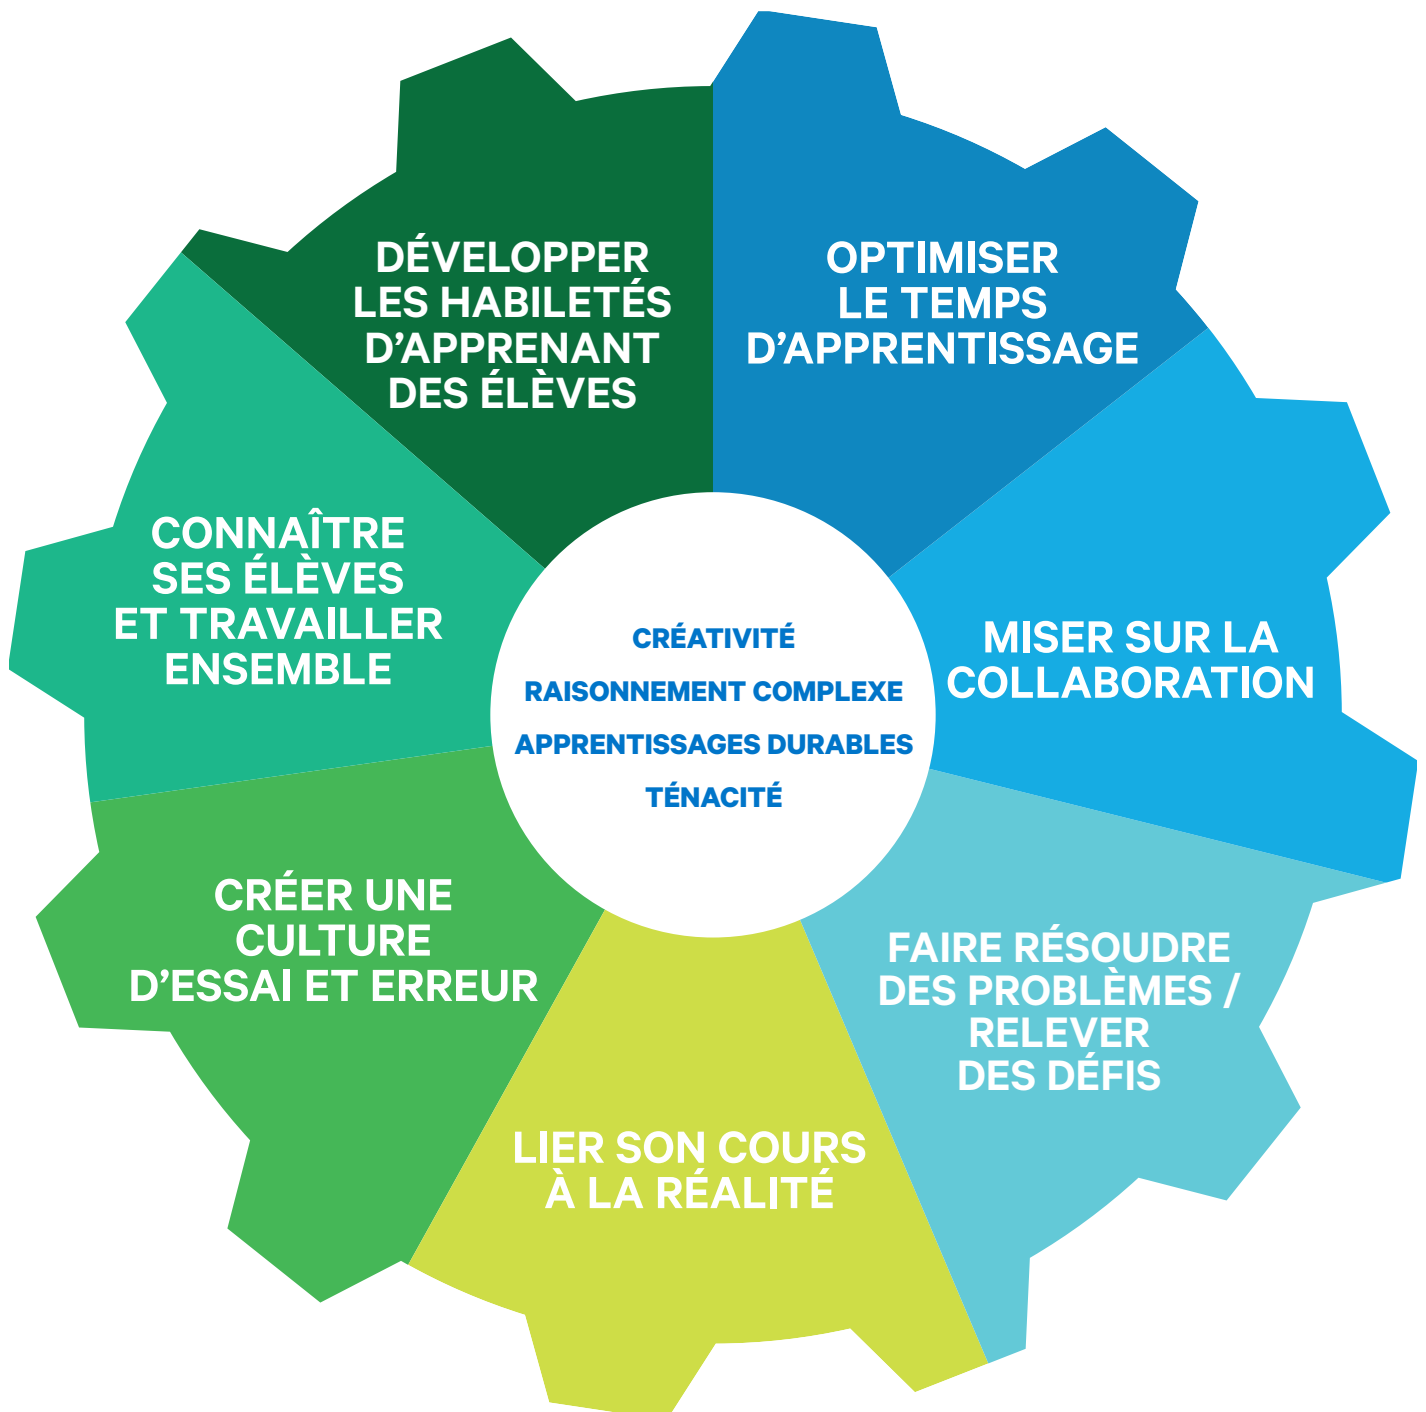 DÉVELOPPER
LES HABILETÉS
D’APPRENANT
DES ÉLÈVES
OPTIMISER
LE TEMPS
D’APPRENTISSAGE
MISER SUR LA
COLLABORATION
FAIRE RÉSOUDRE
DES PROBLÈMES /
RELEVER
DES DÉFIS
LIER SON COURS
À LA RÉALITÉ
CRÉER UNE
CULTURE
D’ESSAI ET ERREUR
CONNAÎTRE
SES ÉLÈVES
ET TRAVAILLER
ENSEMBLE
CRÉATIVITÉ
RAISONNEMENT COMPLEXE
APPRENTISSAGES DURABLES
TÉNACITÉ